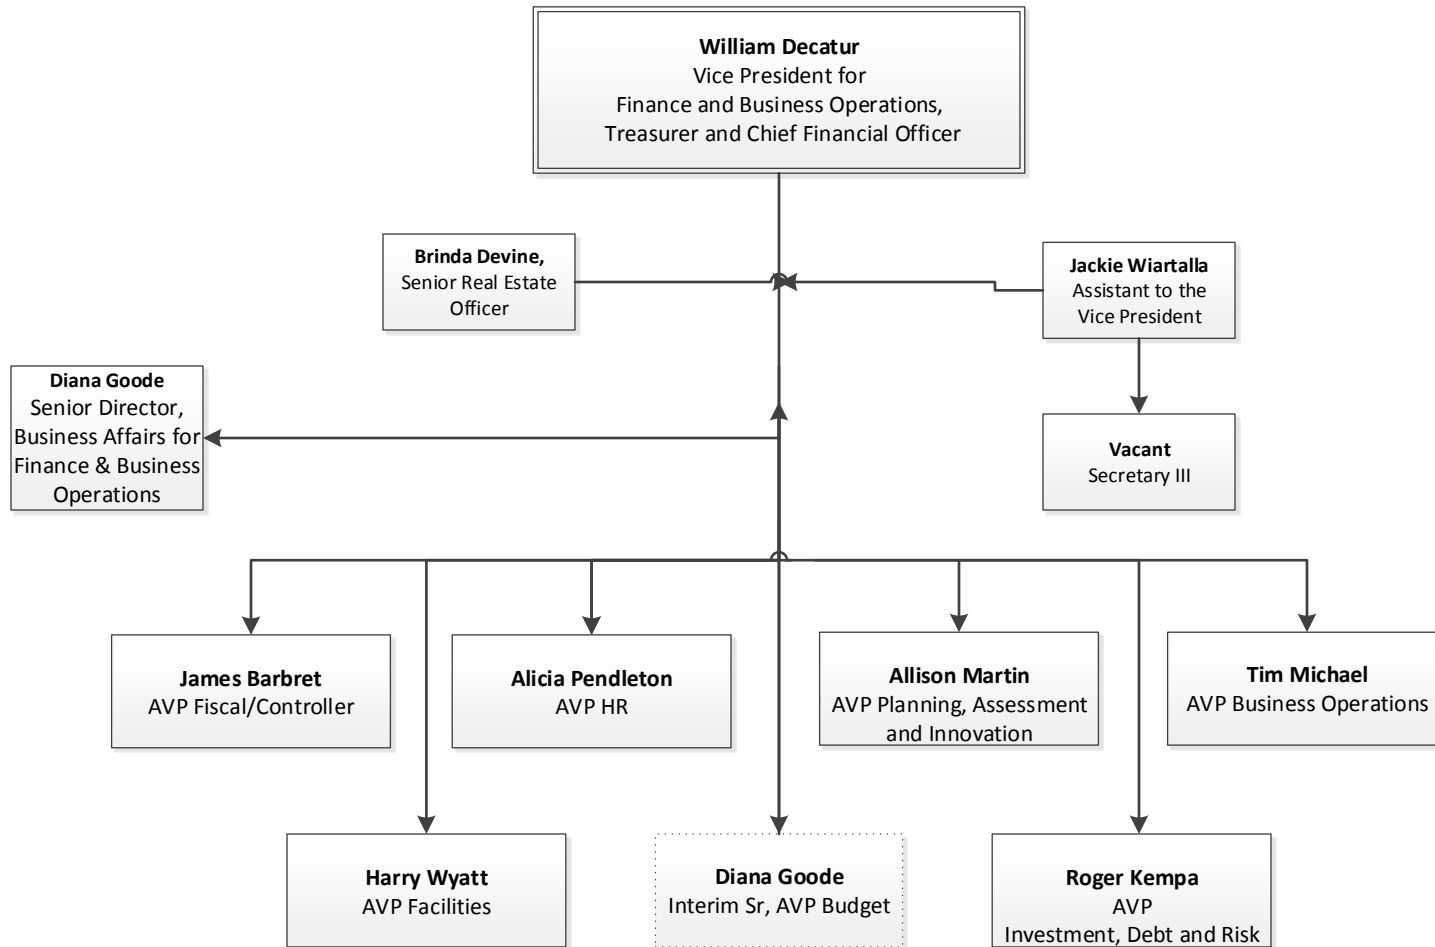 William Decatur
Vice President for
Finance and Business Operations,
Treasurer and Chief Financial Officer
Brinda Devine,
Senior Real Estate
Officer
Jackie Wiartalla
Assistant to the
Vice President
Diana Goode
Senior Director,
Business Affairs for
Finance & Business
Operations
Vacant
Secretary III
James Barbret
AVP Fiscal/Controller
Alicia Pendleton
AVP HR
Allison Martin
AVP Planning, Assessment
and Innovation
Tim Michael
AVP Business Operations
Harry Wyatt
AVP Facilities
Diana Goode
Interim Sr, AVP Budget
Roger Kempa
AVP
Investment, Debt and Risk